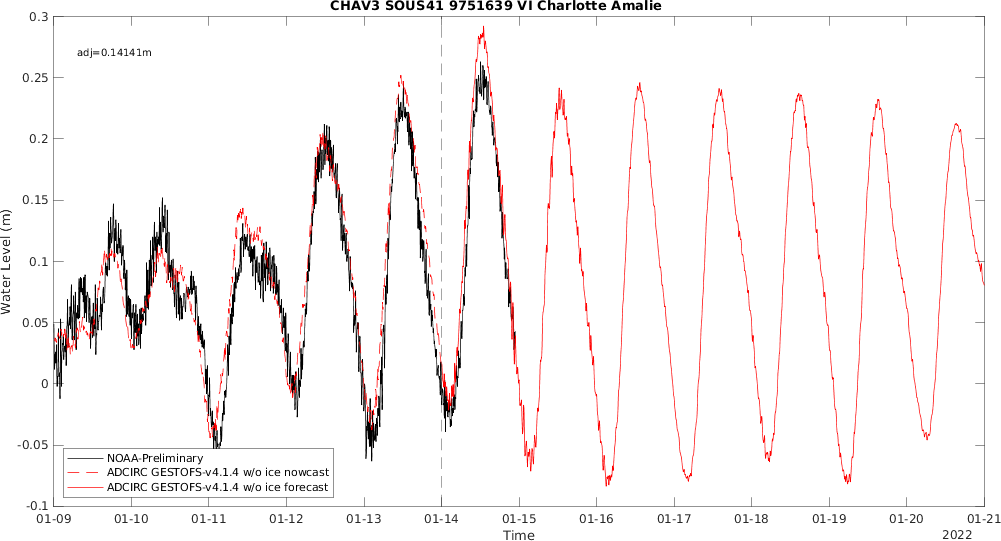 CHAV3 SOUS41 9751639 VI Charlotte Amalie
0.3
adj=0.14141m
0.25
0.2
0.15
0.1
0.05
0
-0.05
-0.1
Water Level (m)
NOAA-Preliminary
ADCIRC GESTOFS-v4.1.4 w/o ice nowcast
ADCIRC GESTOFS-v4.1.4 w/o ice forecast
01-09 01-10 01-11 01-12 01-13 01-14 01-15 01-16 01-17 01-18 01-19 01-20 01-21
Time
2022